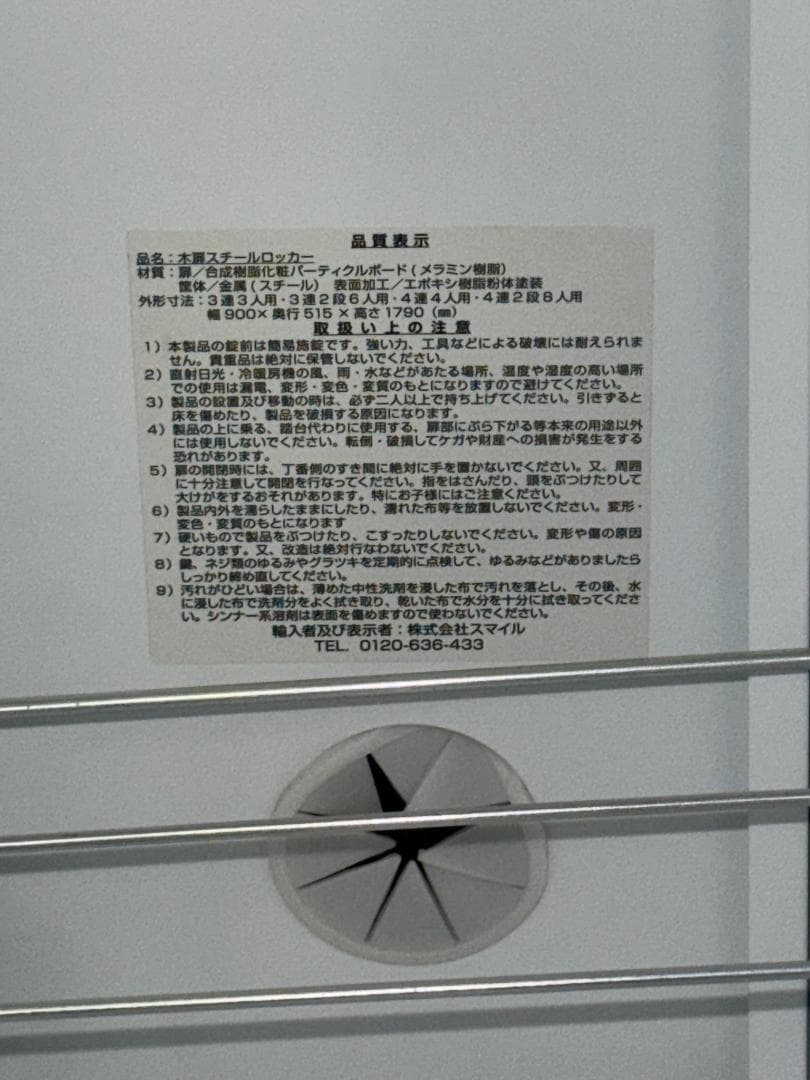 品質表示
品名：木扉スチールロッカー
材質：扉／合成樹脂化粧パーティクルボード(メラミン樹脂)
筐体／金属(スチール) 表面加工／エポキシ樹脂粉体塗装
外形寸法：3連3人用・3連2段6人用・4連4人用・4連2段8人用
幅900×奥行515×高さ1790(㎜)
取扱い上の注意
1）本製品の錠前は簡易施錠です。強い力、工具などによる破壊には耐えられま
せん。貴重品は絶対に保管しないでください。
2）直射日光・冷暖房機の風、雨・水などがあたる場所、温度や湿度の高い場所
での使用は漏電、変形・変色・変質のもとになりますので避けてください。
3）製品の設置及び移動の時は、必ず二人以上で持ち上げてください。引きずると
床を傷めたり、製品を破損する原因になります。
4）製品の上に乗る、踏台代わりに使用する、扉部にぶら下がる等本来の用途以外
には使用しないでください。転倒・破損してケガや財産への損害が発生をする
恐れがあります。
5）扉の開閉時には、丁番側のすき間に絶対に手を置かないでください。又、周囲
に十分注意して開閉を行なってください。指をはさんだり、頭をぶつけたりして
大けがをするおそれがあります。特にお子様にはご注意ください。
6）製品内外を濡らしたままにしたり、濡れた布等を放置しないでください。変形・
変色・変質のもとになります
7）硬いもので製品をぶつけたり、こすったりしないでください。変形や傷の原因
となります。又、改造は絶対行なわないでください。
8）鍵、ネジ類のゆるみやグラツキを定期的に点検して、ゆるみなどがありましたら
しっかり締め直してください。
9）汚れがひどい場合は、薄めた中性洗剤を浸した布で汚れを落とし、その後、水
に浸した布で洗剤分をよく拭き取り、乾いた布で水分を十分に拭き取ってくださ
い。シンナー系溶剤は表面を傷めますので使わないでください。
輸入者及び表示者：株式会社スマイル
TEL. 0120-636-433